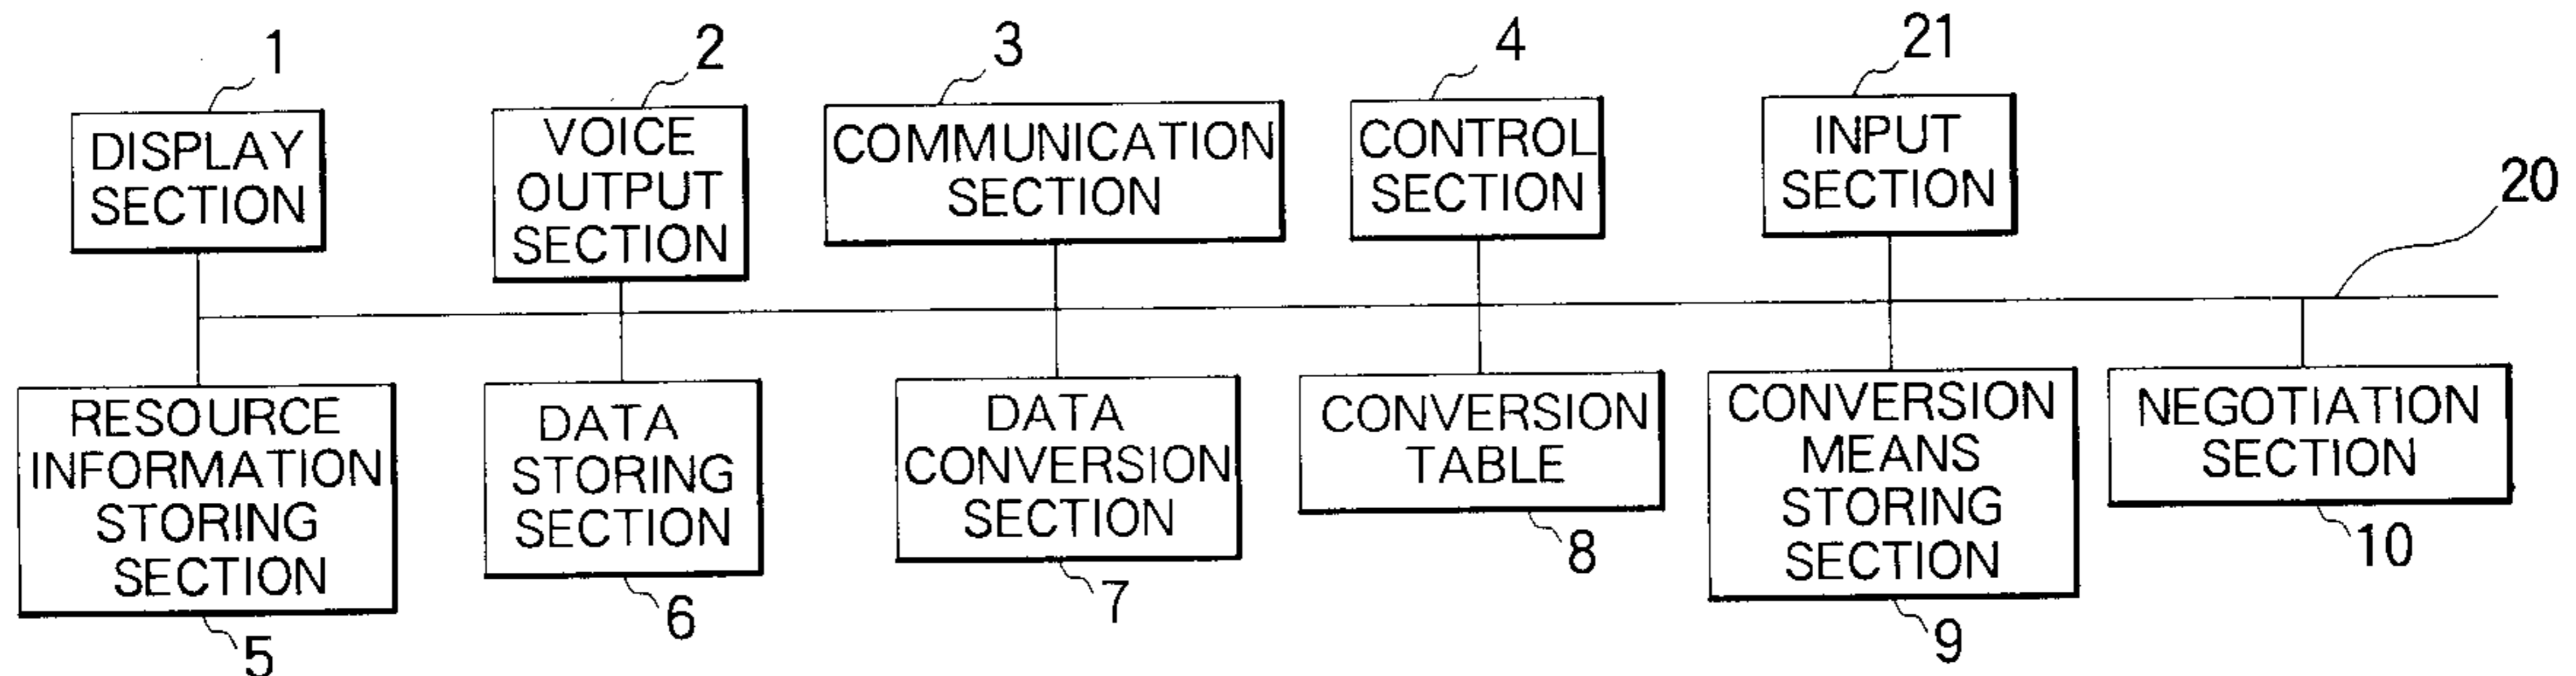 1
2
3
4
21
DISPLAY
SECTION
VOICE
OUTPUT
SECTION
COMMUNICATION
SECTION
CONTROL
SECTION
INPUT
SECTION
20
RESOURCE
INFORMATION
STORING
SECTION
DATA
STORING
SECTION
DATA
CONVERSION
SECTION
CONVERSION
TABLE
CONVERSION
MEANS
STORING
SECTION
NEGOTIATION
SECTION
5
6
7
8
9
10